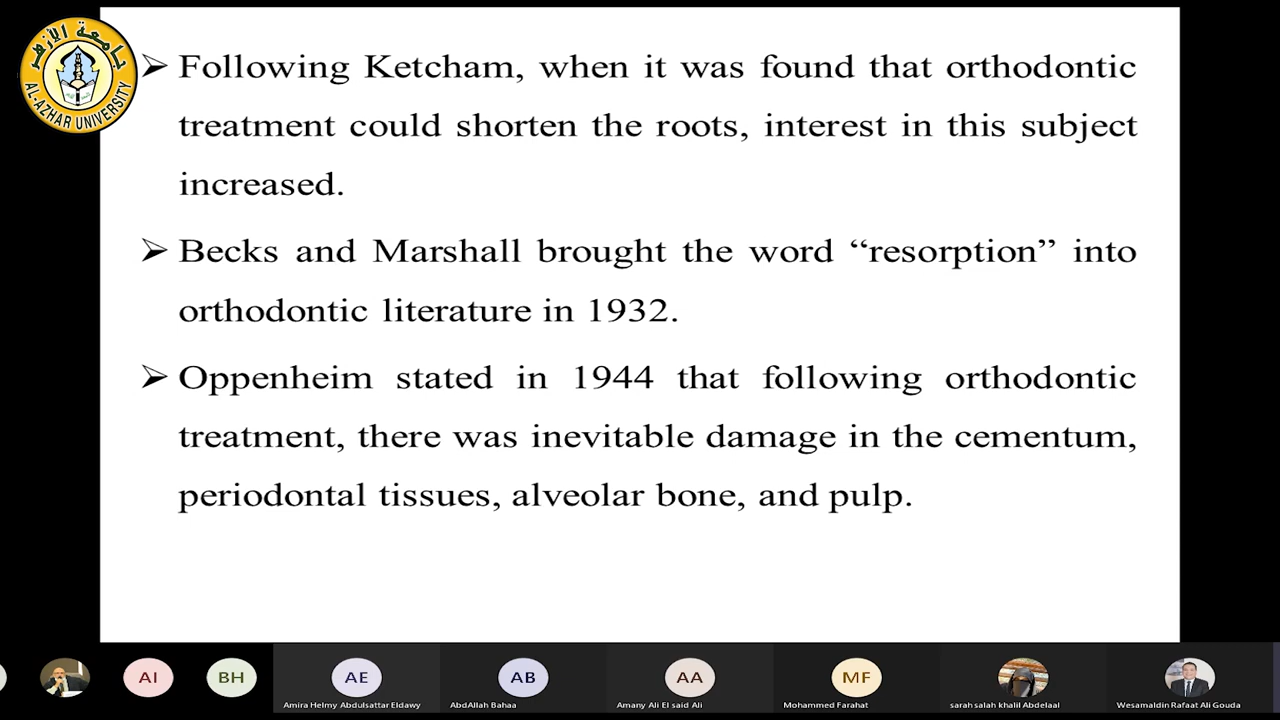 جامعة الأزهر
AL-AZHAR UNIVERSITY
➢ Following Ketcham, when it was found that orthodontic
treatment could shorten the roots, interest in this subject
increased.
➢ Becks and Marshall brought the word “resorption” into
orthodontic literature in 1932.
➢ Oppenheim stated in 1944 that following orthodontic
treatment, there was inevitable damage in the cementum,
periodontal tissues, alveolar bone, and pulp.
AI
BH
AE
AB
AA
MF
Amira Helmy Abdulsattar Eldawy
AbdAllah Bahaa
Amany Ali El said Ali
Mohammed Farahat
sarah salah khalil Abdelaal
Wesamaldin Rafaat Ali Gouda